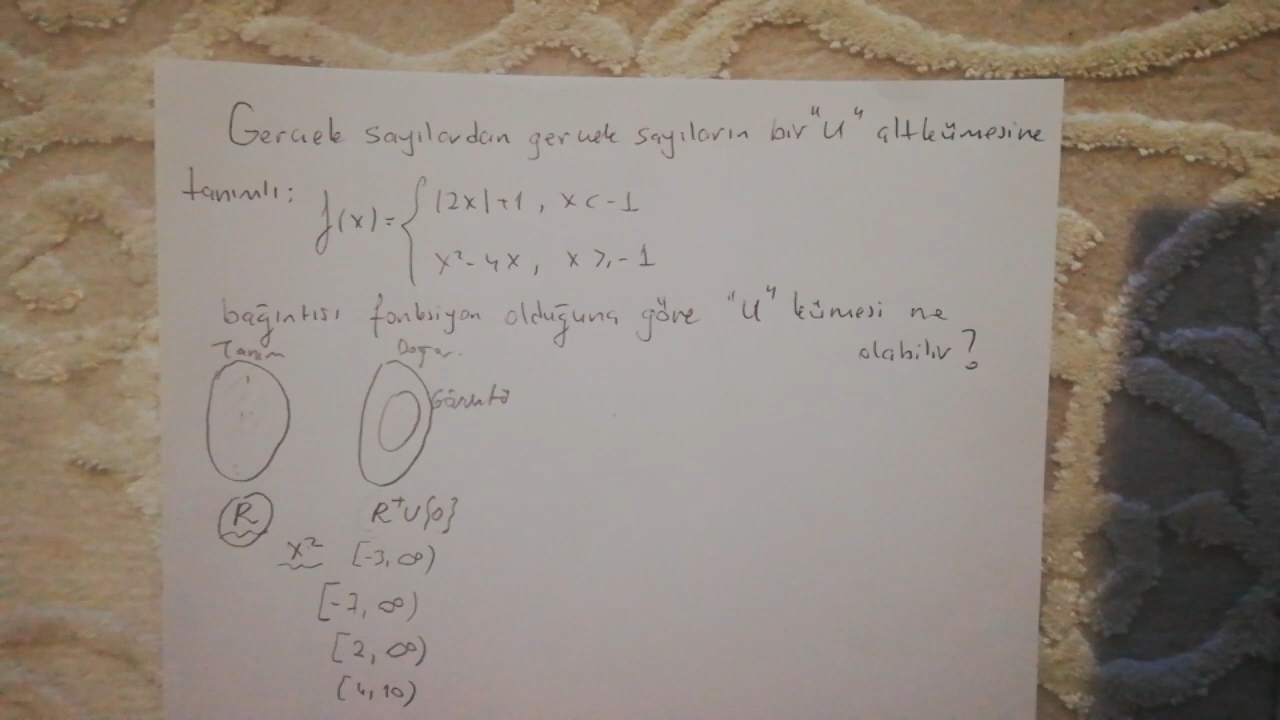 Gerçek sayılardan gerçek sayıların bir "U" altkümesine
tanımlı; f(x) = { |2x|+1, x < -1
x²-4x, x ≥ -1
bağıntısı fonksiyon olduğuna göre "U" kümesi ne
olabilir?
Tanım Değer.
Görüntü
R R⁺∪{0}
x² [-3, ∞)
[-7, ∞)
[2, ∞)
[4, 10)